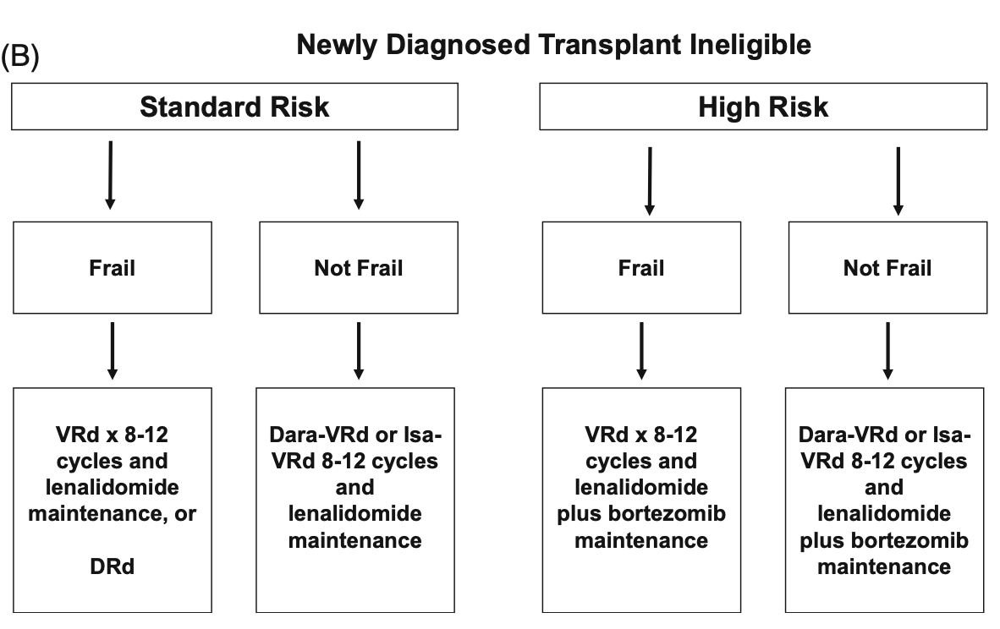 (B)
Newly Diagnosed Transplant Ineligible
Standard Risk
High Risk
Frail
Not Frail
Frail
Not Frail
VRd x 8-12
cycles and
lenalidomide
maintenance, or
DRd
Dara-VRd or Isa-
VRd 8-12 cycles
and
lenalidomide
maintenance
VRd x 8-12
cycles and
lenalidomide
plus bortezomib
maintenance
Dara-VRd or Isa-
VRd 8-12 cycles
and
lenalidomide
plus bortezomib
maintenance